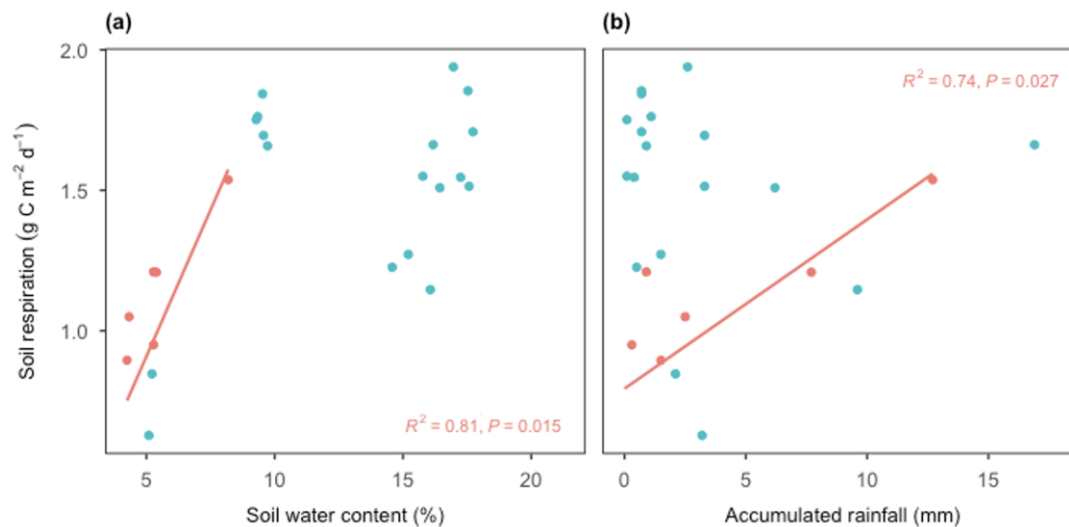 (a)
(b)
2.0
1.5
1.0
Soil respiration (g C m⁻² d⁻¹)
R² = 0.81, P = 0.015
R² = 0.74, P = 0.027
5 10 15 20
0 5 10 15
Soil water content (%)
Accumulated rainfall (mm)